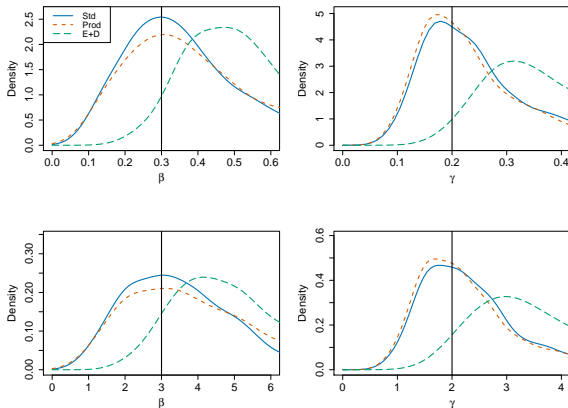 Std
Prod
E+D
Density
0.0 0.5 1.0 1.5 2.0 2.5
0.0 0.1 0.2 0.3 0.4 0.5 0.6
β
Density
0 1 2 3 4 5
0.0 0.1 0.2 0.3 0.4
γ
Density
0.00 0.10 0.20 0.30
0 1 2 3 4 5 6
β
Density
0.0 0.2 0.4 0.6
0 1 2 3 4
γ